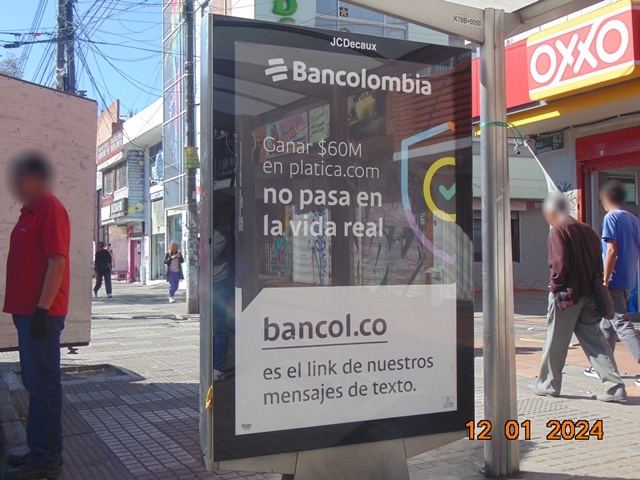 K78B+0050
JCDecaux
Bancolombia
OXXO
Ganar $60M
en platica.com
no pasa en
la vida real
bancol.co
es el link de nuestros
mensajes de texto.
12 01 2024